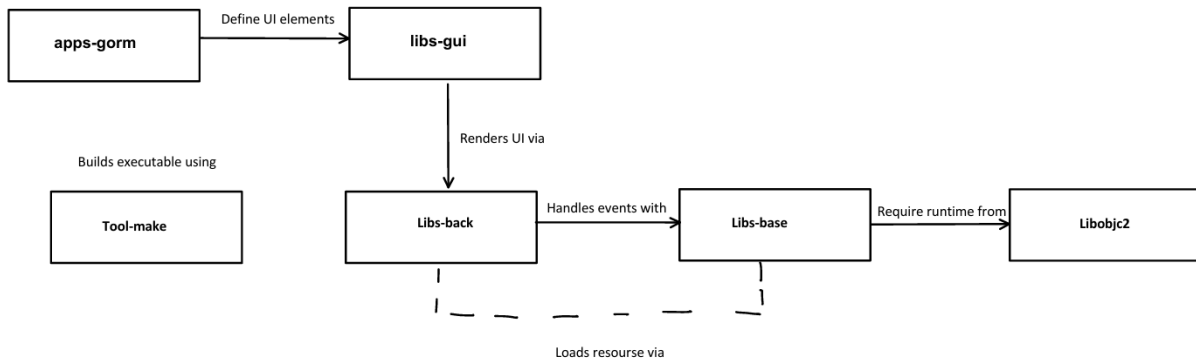 Define UI elements
apps-gorm
libs-gui
Renders UI via
Builds executable using
Tool-make
Libs-back
Handles events with
Libs-base
Require runtime from
Libobjc2
Loads resourse via